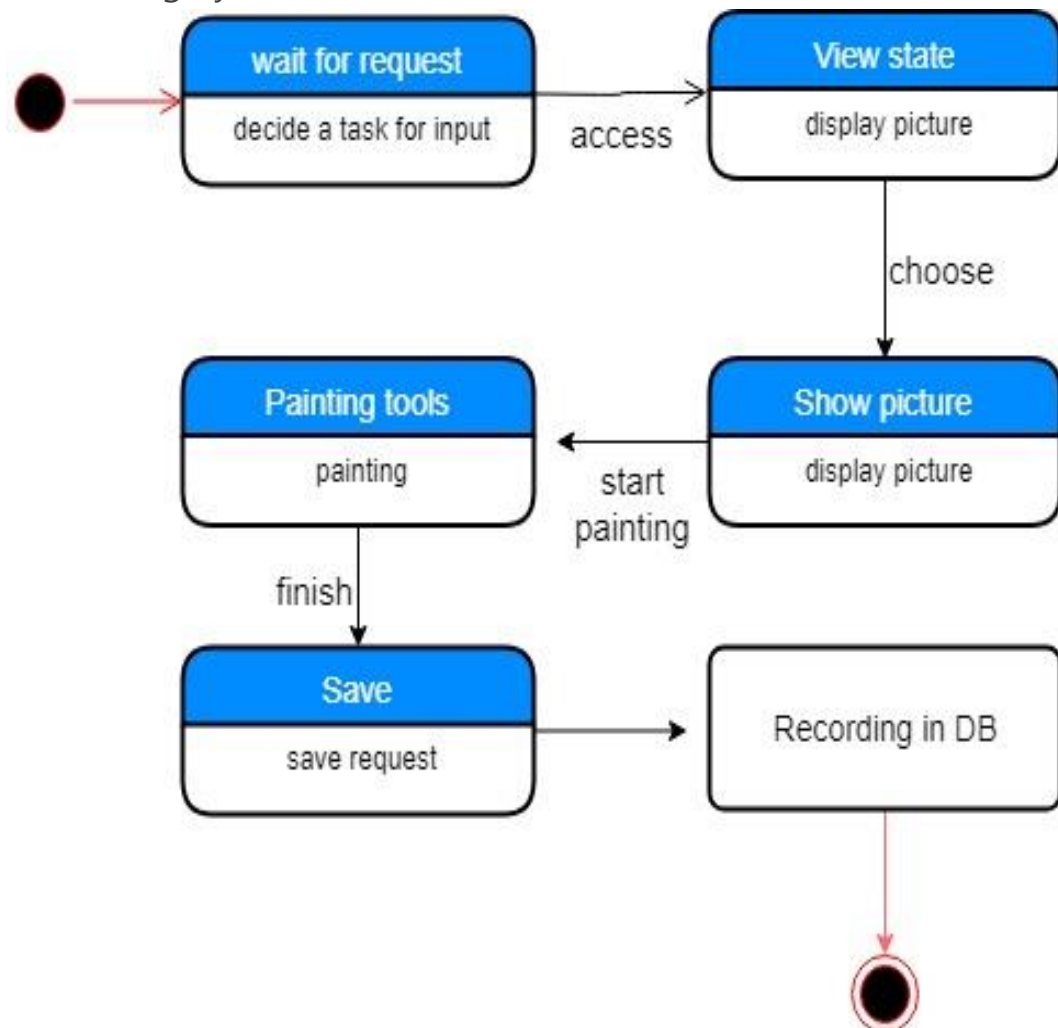 wait for request
decide a task for input
access
View state
display picture
choose
Painting tools
painting
start
painting
Show picture
display picture
finish
Save
save request
Recording in DB